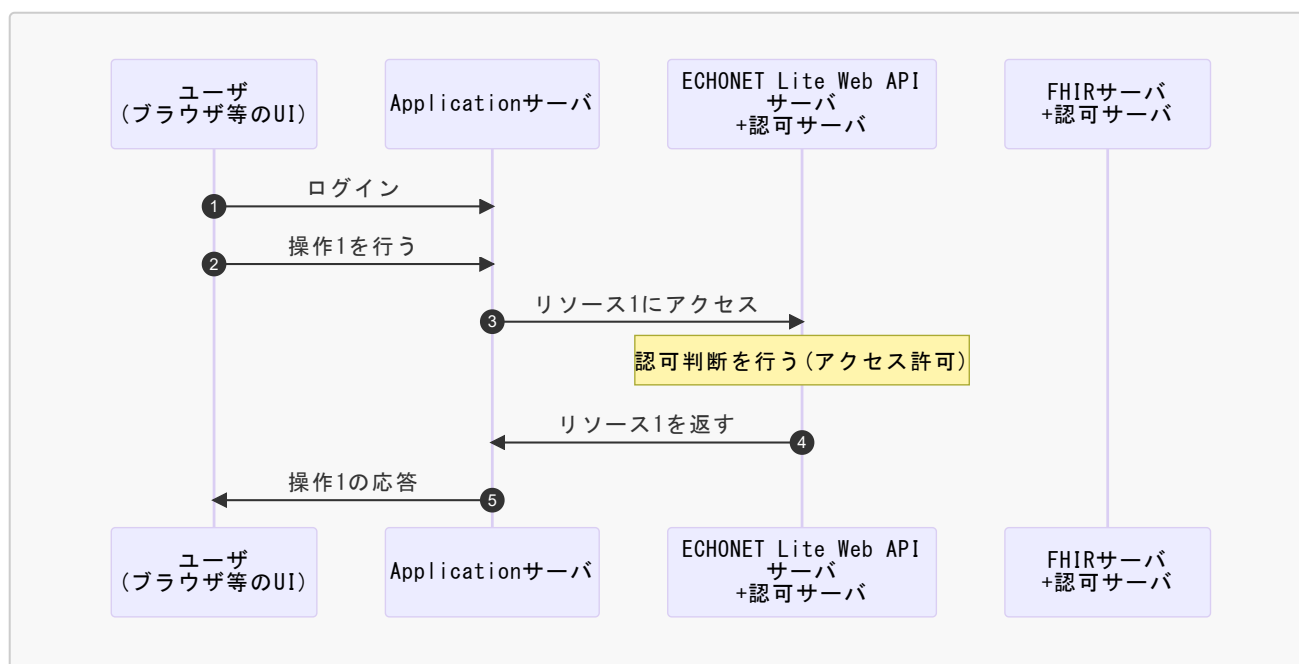 ユーザ
(ブラウザ等のUI)
Applicationサーバ
ECHONET Lite Web API
サーバ
+認可サーバ
FHIRサーバ
+認可サーバ
ログイン
1
操作1を行う
2
リソース1にアクセス
3
認可判断を行う(アクセス許可)
リソース1を返す
4
操作1の応答
5
ユーザ
(ブラウザ等のUI)
Applicationサーバ
ECHONET Lite Web API
サーバ
+認可サーバ
FHIRサーバ
+認可サーバ